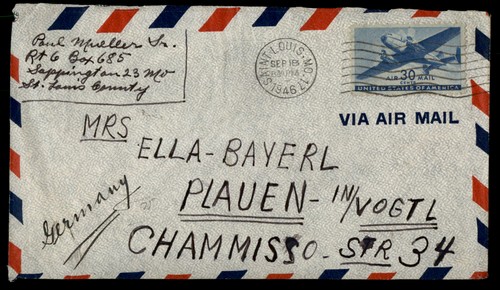 Paul Mueller Sr.
Rt 6 Box 685
Sappington 23 Mo
St. Louis County
SAINT LOUIS, MO.
SEP 18
1946
AIR 30 MAIL
CENTS
UNITED STATES OF AMERICA
VIA AIR MAIL
MRS
ELLA-BAYERL
PLAUEN-IN/VOGTL
CHAMMISSO-STR 34
Germany